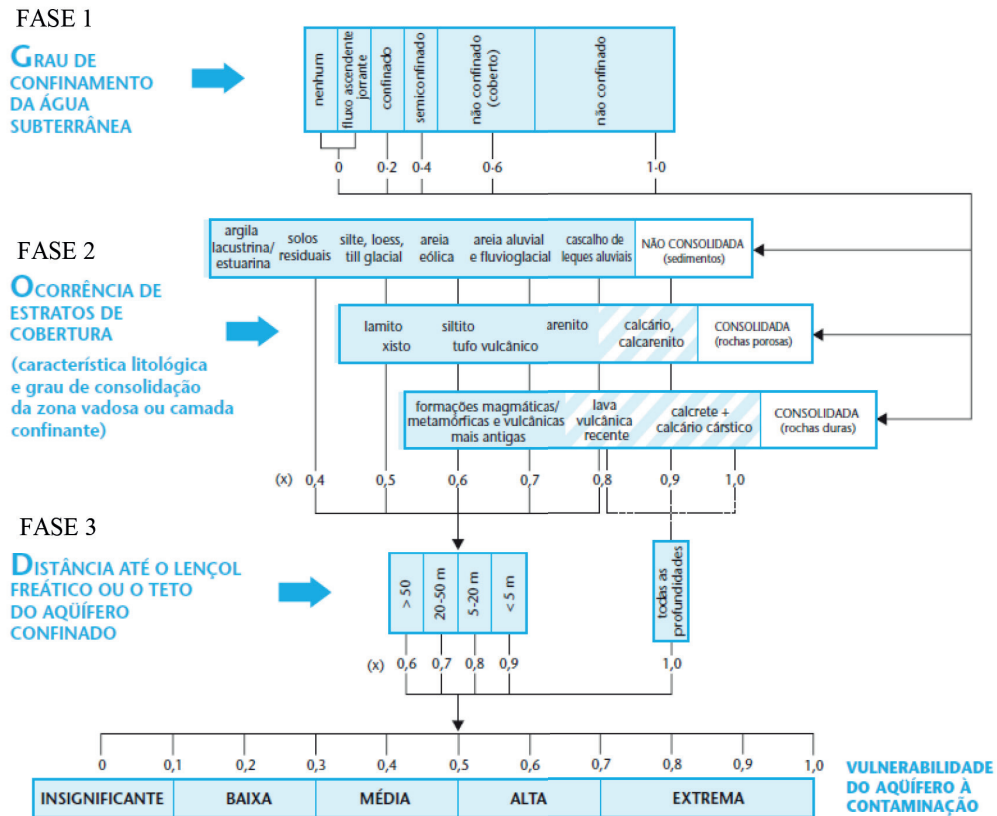 FASE 1
GRAU DE
CONFINAMENTO
DA ÁGUA
SUBTERRÂNEA
nenhum
fluxo ascendente
jorrante
confinado
semiconfinado
não confinado
(coberto)
não confinado
0
0·2
0·4
0·6
1·0
FASE 2
OCORRÊNCIA DE
ESTRATOS DE
COBERTURA
(característica litológica
e grau de consolidação
da zona vadosa ou camada
confinante)
argila
lacustrina/
estuarina
solos
residuais
silte, loess,
till glacial
areia
eólica
areia aluvial
e fluvioglacial
cascalho de
leques aluviais
NÃO CONSOLIDADA
(sedimentos)
lamito
xisto
siltito
tufo vulcânico
arenito
calcário,
calcarenito
CONSOLIDADA
(rochas porosas)
formações magmáticas/
metamórficas e vulcânicas
mais antigas
lava
vulcânica
recente
calcrete +
calcário cárstico
CONSOLIDADA
(rochas duras)
(x) 0,4 0,5 0,6 0,7 0,8 0,9 1,0
FASE 3
DISTÂNCIA ATÉ O LENÇOL
FREÁTICO OU O TETO
DO AQÜÍFERO
CONFINADO
> 50
20-50 m
5-20 m
< 5 m
todas as
profundidades
(x) 0,6 0,7 0,8 0,9 1,0
0 0,1 0,2 0,3 0,4 0,5 0,6 0,7 0,8 0,9 1,0
INSIGNIFICANTE BAIXA MÉDIA ALTA EXTREMA
VULNERABILIDADE
DO AQÜÍFERO À
CONTAMINAÇÃO